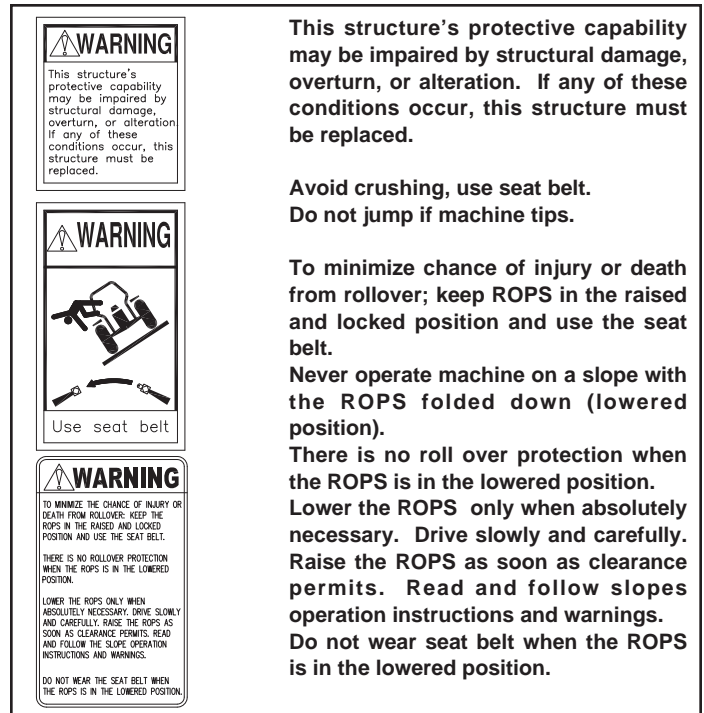 WARNING
This structure's
protective capability
may be impaired by
structural damage,
overturn, or alteration.
If any of these
conditions occur, this
structure must be
replaced.
WARNING
Use seat belt
WARNING
TO MINIMIZE THE CHANCE OF INJURY OR
DEATH FROM ROLLOVER: KEEP THE
ROPS IN THE RAISED AND LOCKED
POSITION AND USE THE SEAT BELT.
THERE IS NO ROLLOVER PROTECTION
WHEN THE ROPS IS IN THE LOWERED
POSITION.
LOWER THE ROPS ONLY WHEN
ABSOLUTELY NECESSARY. DRIVE SLOWLY
AND CAREFULLY. RAISE THE ROPS AS
SOON AS CLEARANCE PERMITS. READ
AND FOLLOW THE SLOPE OPERATION
INSTRUCTIONS AND WARNINGS.
DO NOT WEAR THE SEAT BELT WHEN
THE ROPS IS IN THE LOWERED POSITION.
This structure's protective capability
may be impaired by structural damage,
overturn, or alteration. If any of these
conditions occur, this structure must
be replaced.
Avoid crushing, use seat belt.
Do not jump if machine tips.
To minimize chance of injury or death
from rollover; keep ROPS in the raised
and locked position and use the seat
belt.
Never operate machine on a slope with
the ROPS folded down (lowered
position).
There is no roll over protection when
the ROPS is in the lowered position.
Lower the ROPS only when absolutely
necessary. Drive slowly and carefully.
Raise the ROPS as soon as clearance
permits. Read and follow slopes
operation instructions and warnings.
Do not wear seat belt when the ROPS
is in the lowered position.